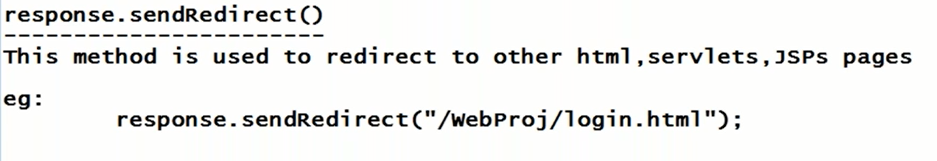 response.sendRedirect()
------------------------
This method is used to redirect to other html,servlets,JSPs pages
eg:
response.sendRedirect("/WebProj/login.html");